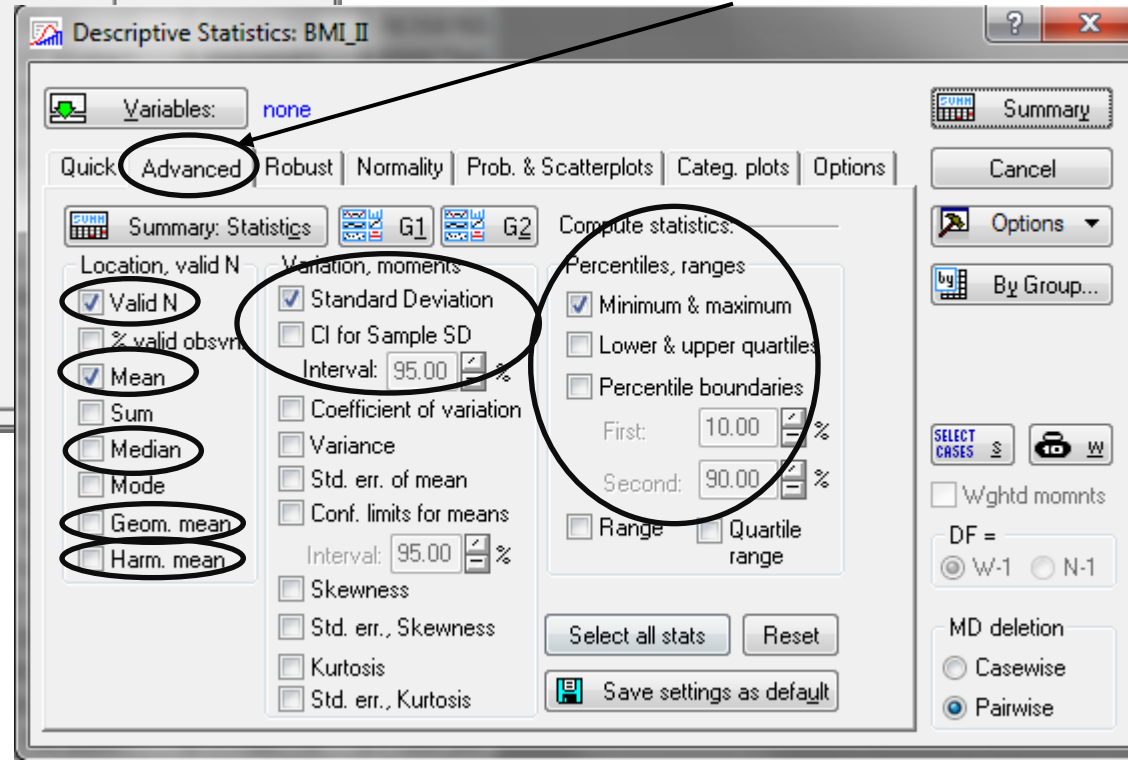 Descriptive Statistics: BMI_II
?
X
Variables:
none
SUMM
Summary
Quick
Advanced
Robust
Normality
Prob. & Scatterplots
Categ. plots
Options
Cancel
SUMM
Summary: Statistics
G1
G2
Compute statistics:
Options
Location, valid N
Variation, moments
Percentiles, ranges
by
By Group...
Valid N
Standard Deviation
Minimum & maximum
% valid obsvn.
CI for Sample SD
Lower & upper quartiles
Mean
Interval: 95.00 %
Percentile boundaries
Sum
Coefficient of variation
First: 10.00 %
Median
Variance
SELECT
CASES
S
W
Mode
Std. err. of mean
Second: 90.00 %
Wghtd momnts
Geom. mean
Conf. limits for means
Range
Quartile
range
DF =
Harm. mean
Interval: 95.00 %
W-1
N-1
Skewness
Std. err., Skewness
Select all stats
Reset
MD deletion
Kurtosis
Casewise
Std. err., Kurtosis
Save settings as default
Pairwise